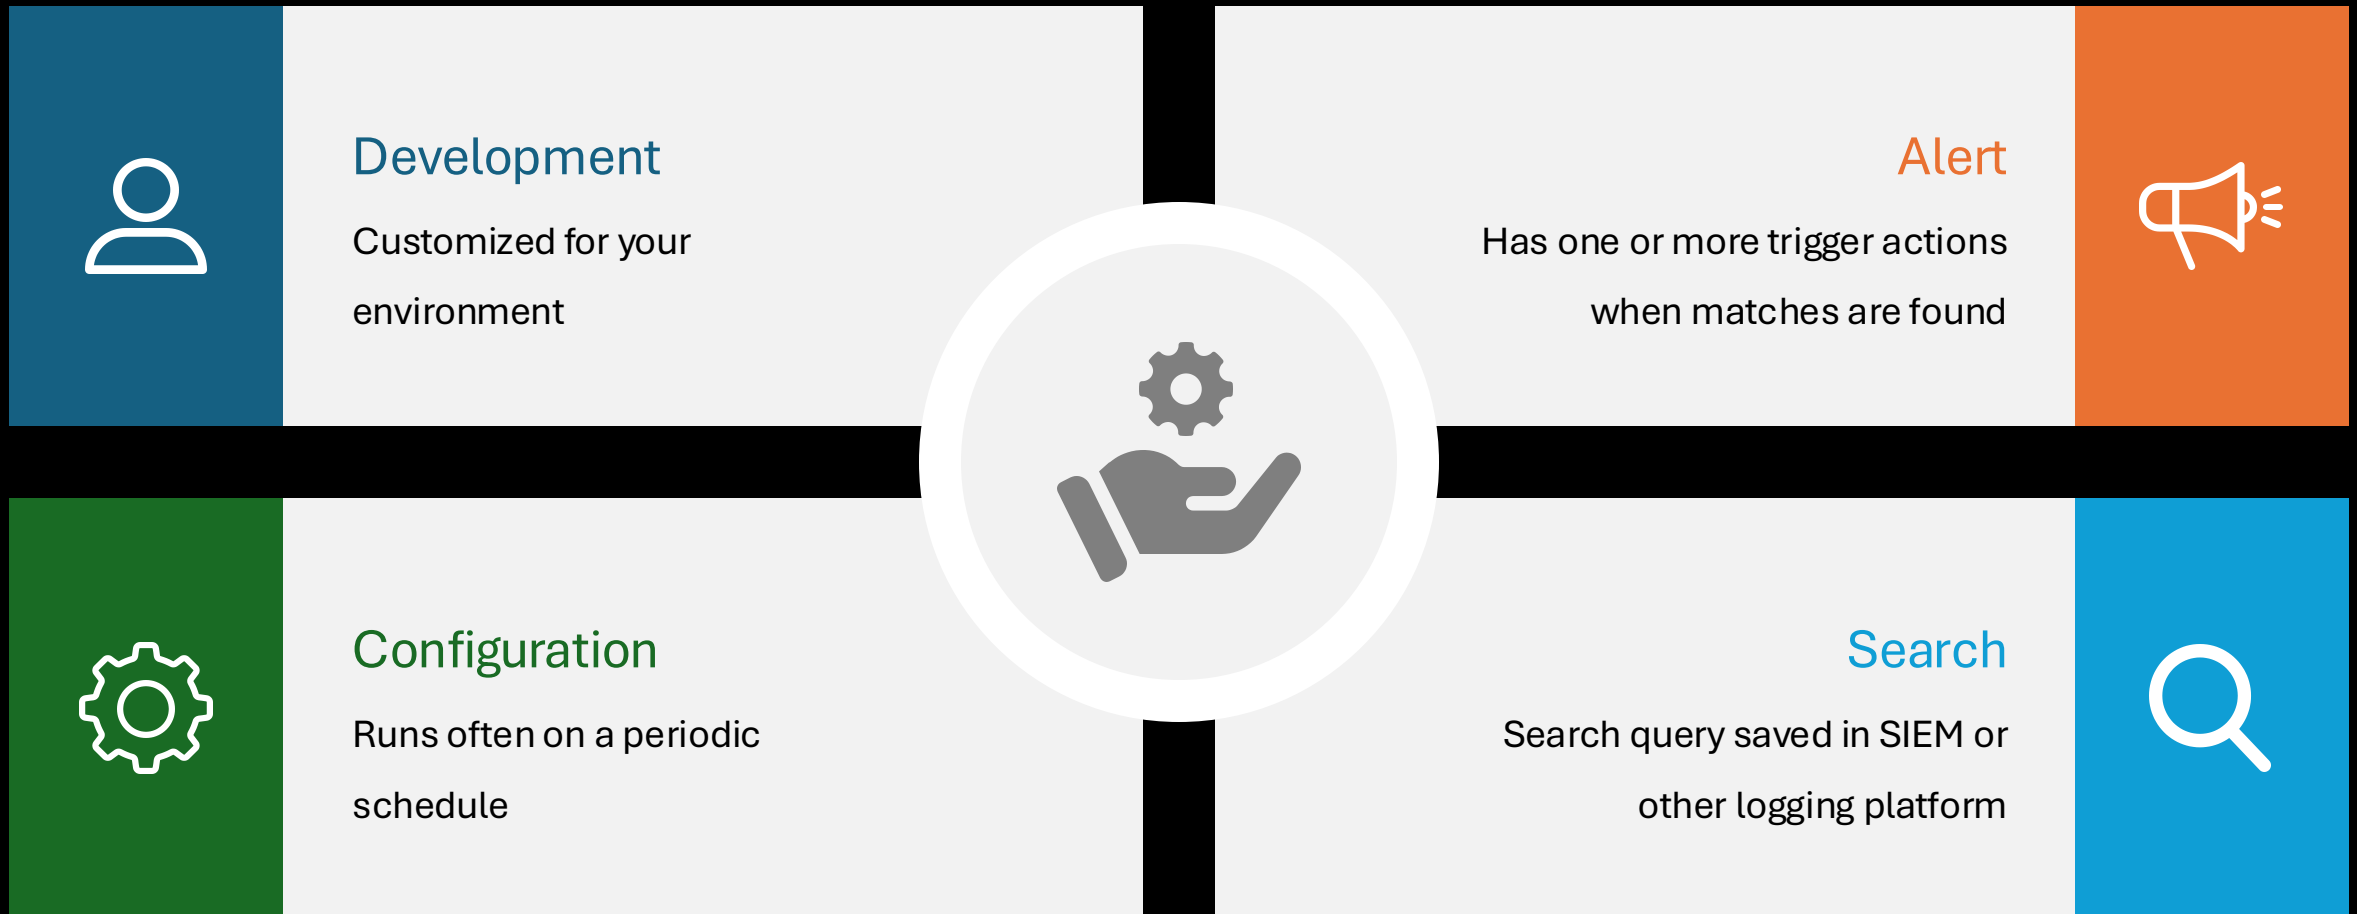 Development
Customized for your
environment
Alert
Has one or more trigger actions
when matches are found
Configuration
Runs often on a periodic
schedule
Search
Search query saved in SIEM or
other logging platform